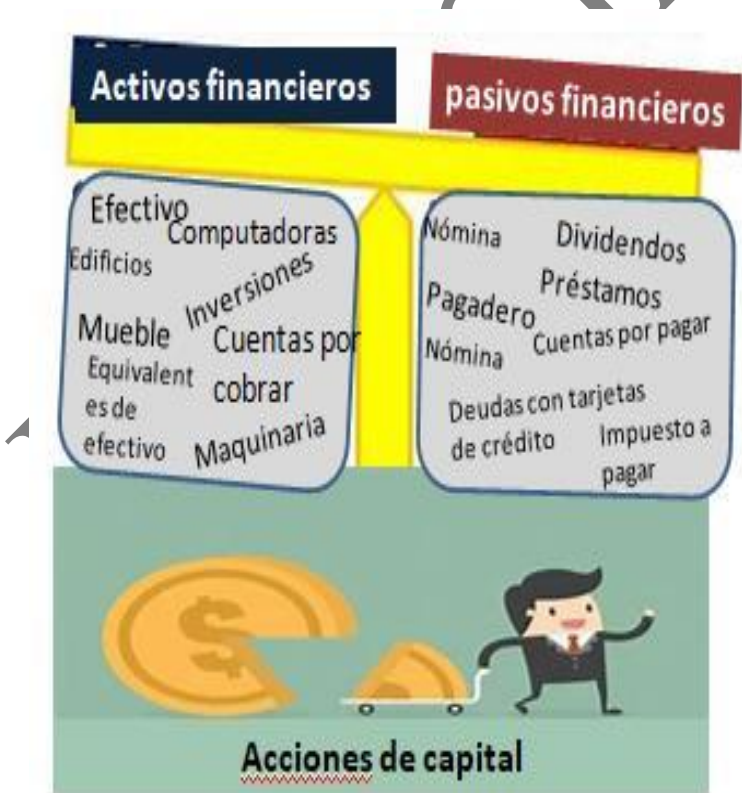 Activos financieros
pasivos financieros
Efectivo
Computadoras
Edificios
Inversiones
Mueble
Cuentas por
cobrar
Equivalent
es de
efectivo
Maquinaria
Nómina
Dividendos
Préstamos
Pagadero
Cuentas por pagar
Nómina
Deudas con tarjetas
de crédito
Impuesto a
pagar
$
Acciones de capital